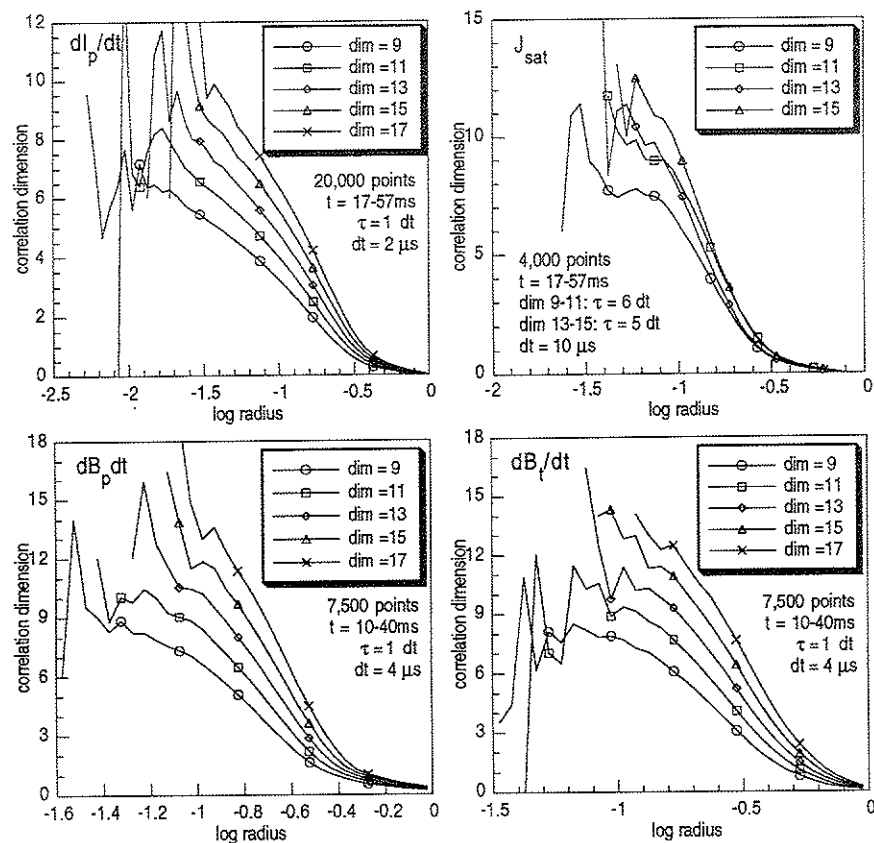 dI_p/dt
dim = 9
dim = 11
dim = 13
dim = 15
dim = 17
20,000 points
t = 17-57ms
τ = 1 dt
dt = 2 μs
correlation dimension
12
10
8
6
4
2
0
-2.5 -2 -1.5 -1 -0.5 0
log radius
J_sat
dim = 9
dim = 11
dim = 13
dim = 15
4,000 points
t = 17-57ms
dim 9-11: τ = 6 dt
dim 13-15: τ = 5 dt
dt = 10 μs
correlation dimension
15
10
5
0
-1.5 -1 -0.5 0
log radius
dB_p dt
dim = 9
dim = 11
dim =13
dim =15
dim =17
7,500 points
t = 10-40ms
τ = 1 dt
dt = 4 μs
correlation dimension
18
15
12
9
6
3
0
-1.6 -1.4 -1.2 -1 -0.8 -0.6 -0.4 -0.2 0
log radius
dB_t/dt
dim = 9
dim =11
dim =13
dim =15
dim =17
7,500 points
t = 10-40ms
τ =1 dt
dt = 4 μs
correlation dimension
18
15
12
9
6
3
0
-1.5 -1 -0.5 0
log radius